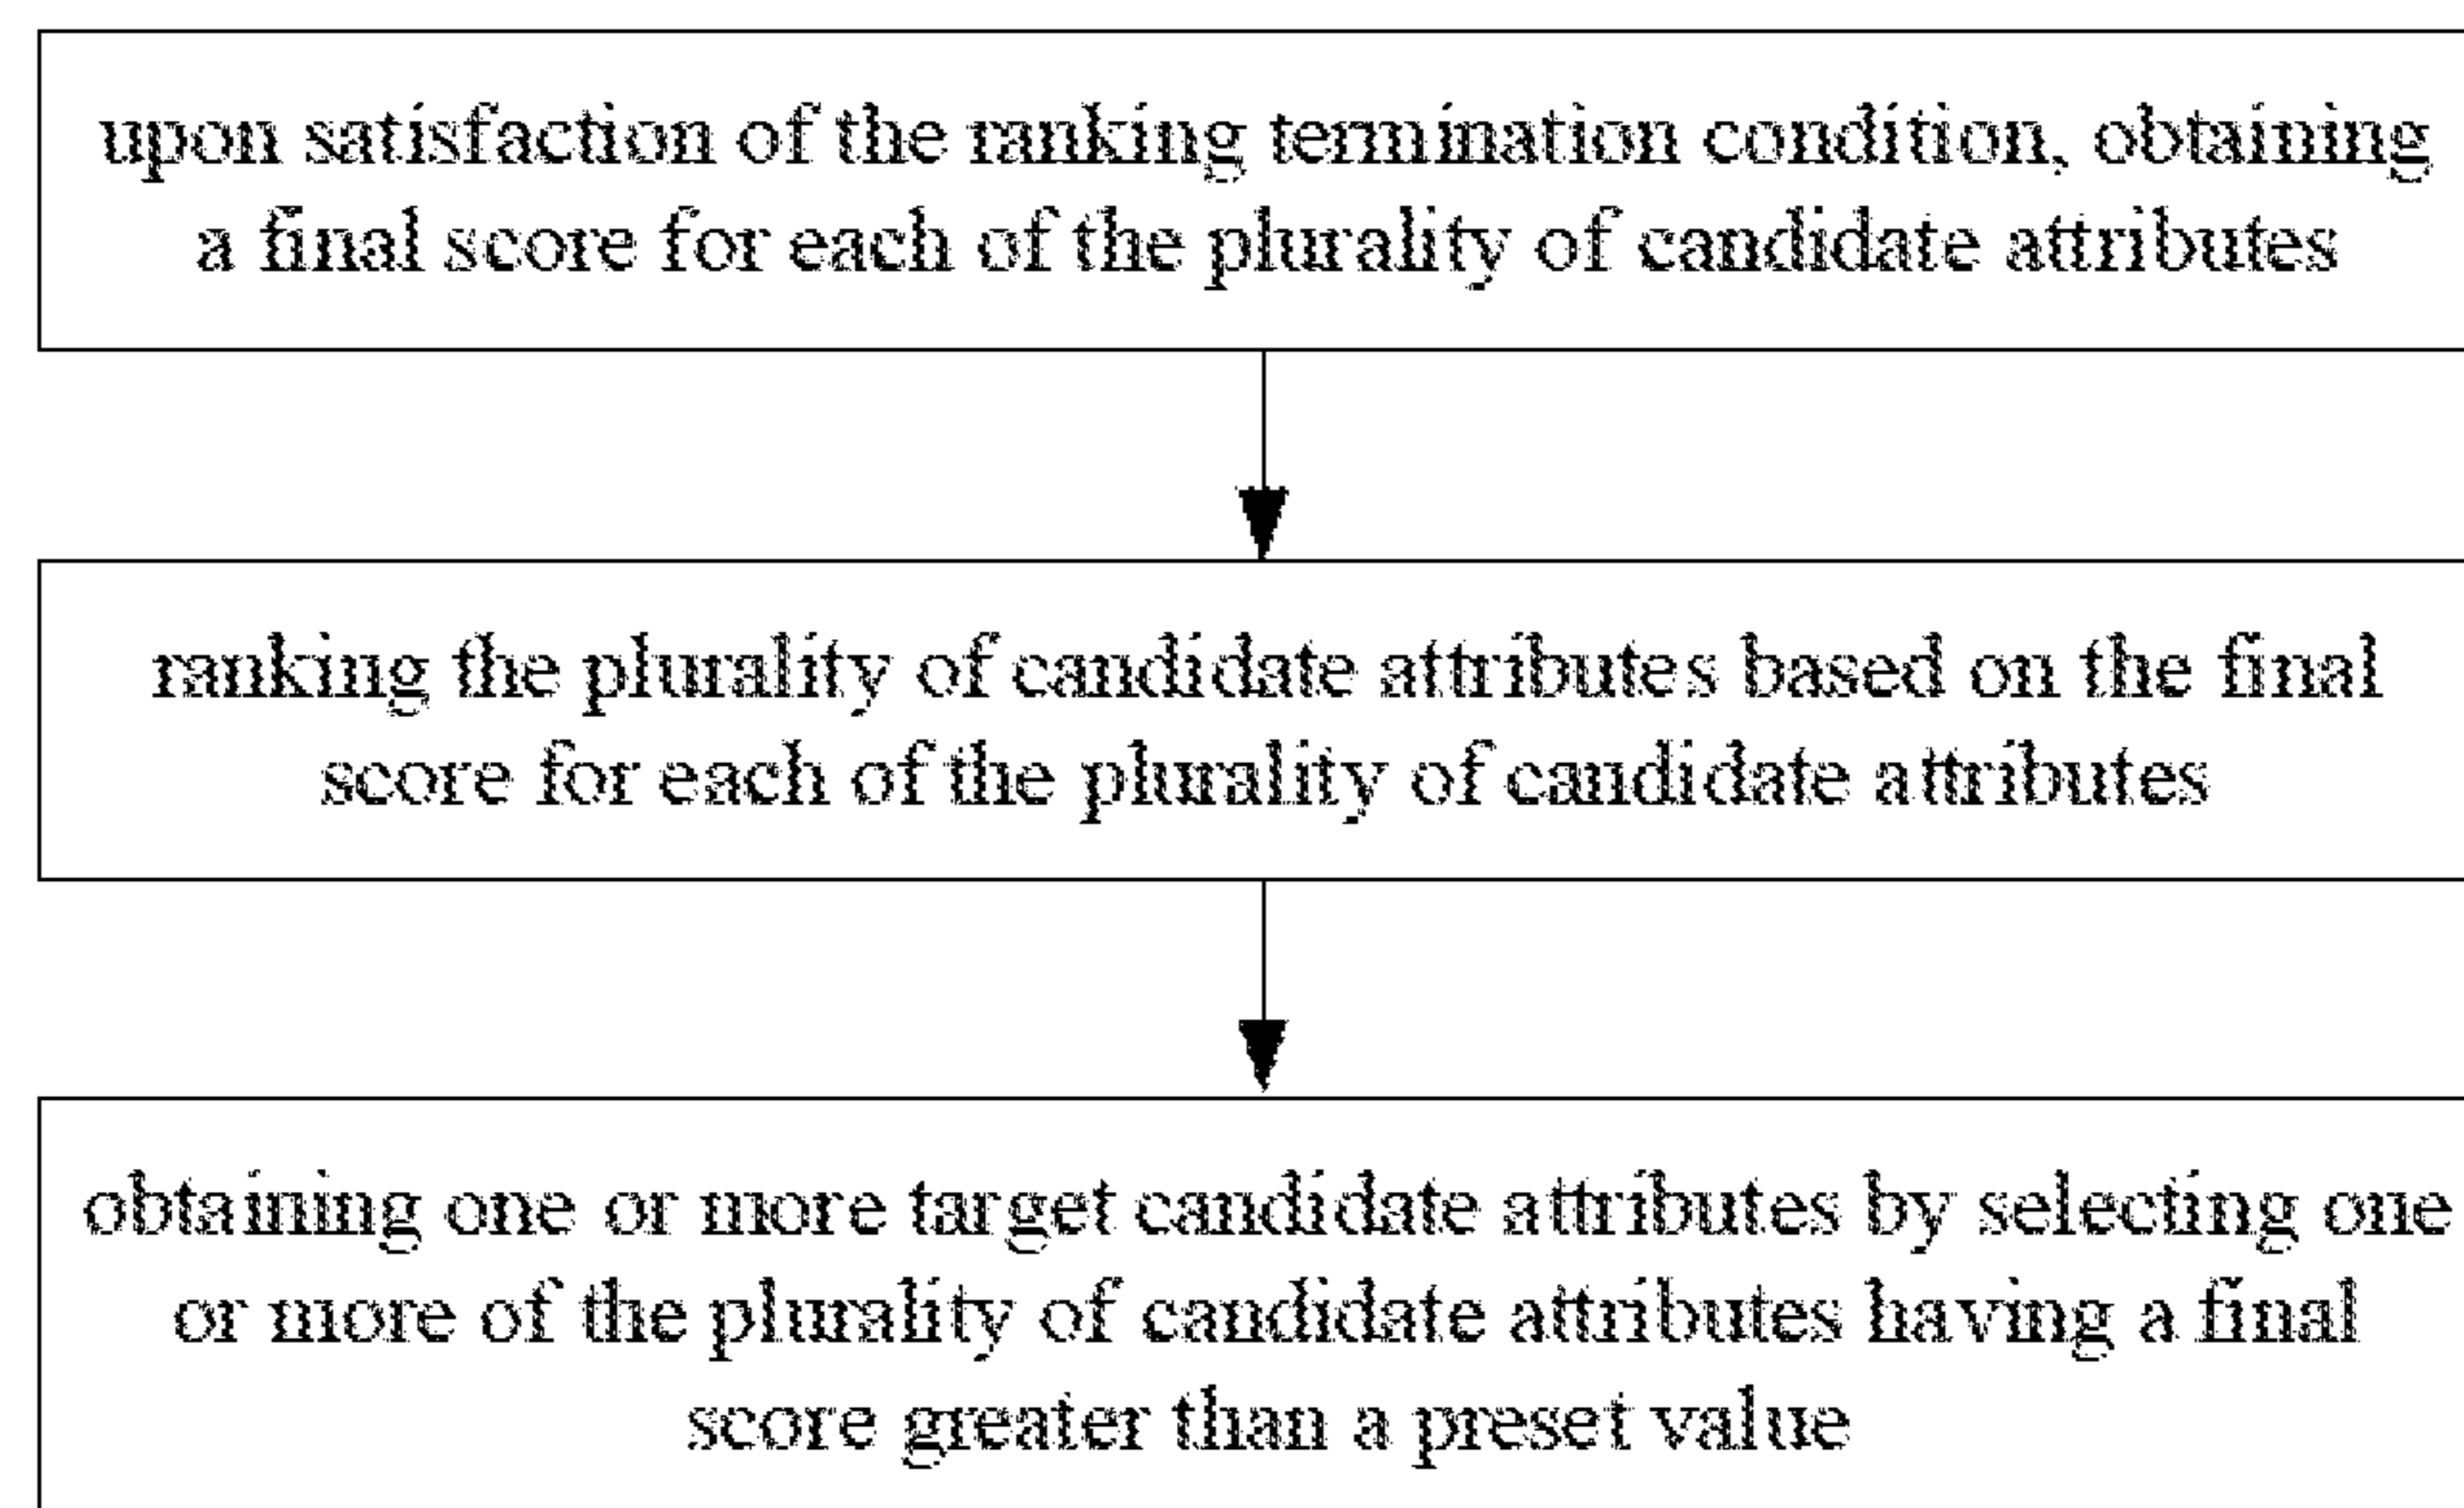 upon satisfaction of the ranking termination condition, obtaining
a final score for each of the plurality of candidate attributes
ranking the plurality of candidate attributes based on the final
score for each of the plurality of candidate attributes
obtaining one or more target candidate attributes by selecting one
or more of the plurality of candidate attributes having a final
score greater than a preset value